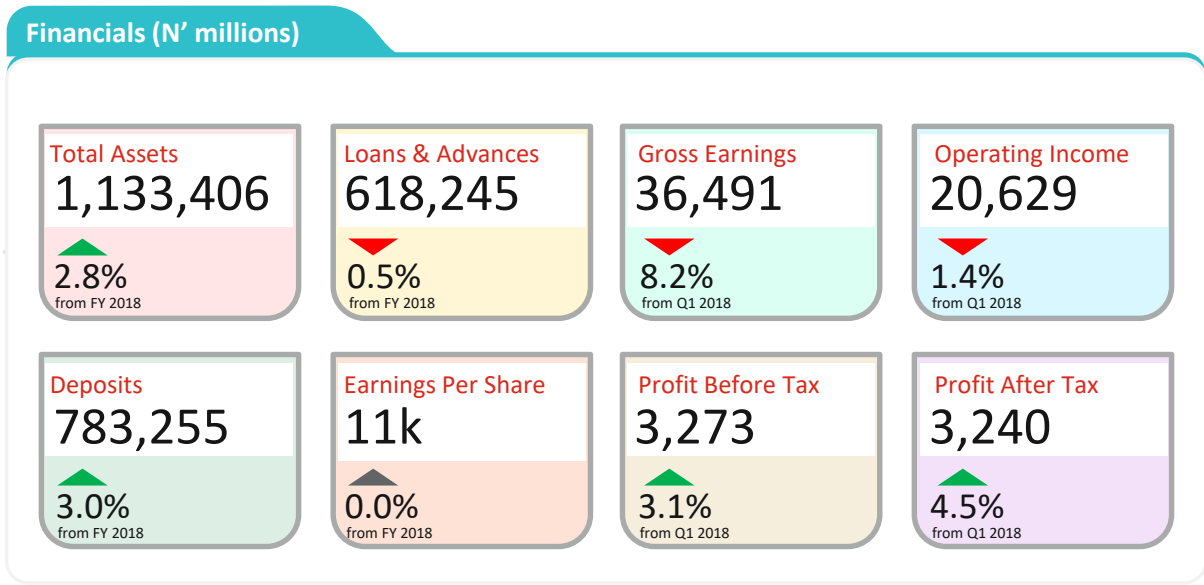 Financials (N’ millions)
Total Assets
1,133,406
2.8%
from FY 2018
Loans & Advances
618,245
0.5%
from FY 2018
Gross Earnings
36,491
8.2%
from Q1 2018
Operating Income
20,629
1.4%
from Q1 2018
Deposits
783,255
3.0%
from FY 2018
Earnings Per Share
11k
0.0%
from FY 2018
Profit Before Tax
3,273
3.1%
from Q1 2018
Profit After Tax
3,240
4.5%
from Q1 2018